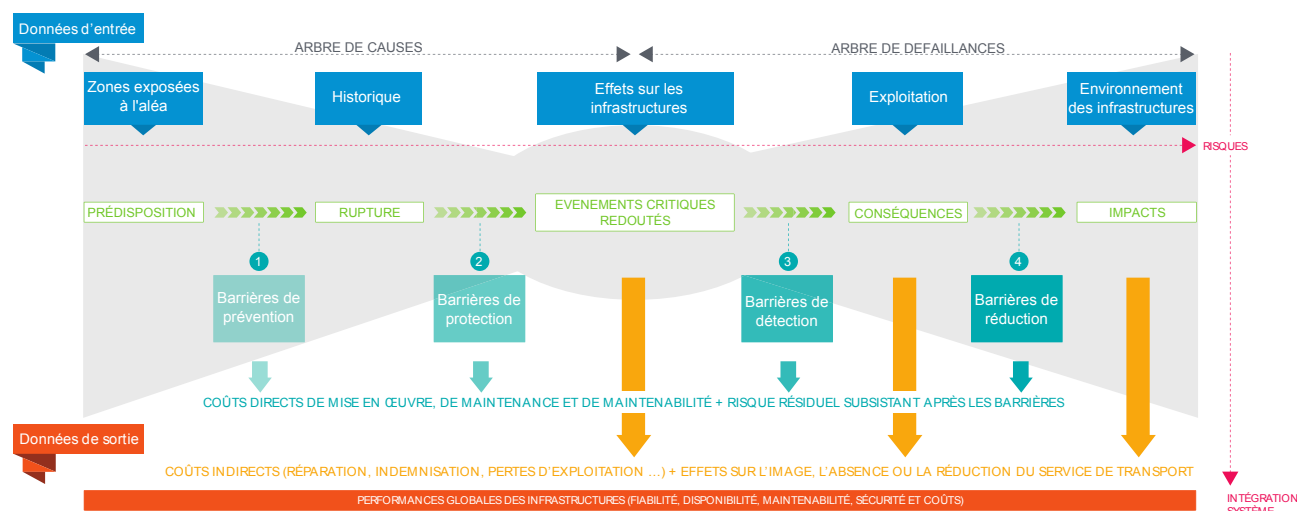 Données d'entrée
ARBRE DE CAUSES
ARBRE DE DEFAILLANCES
Zones exposées
à l'aléa
Historique
Effets sur les
infrastructures
Exploitation
Environnement
des infrastructures
RISQUES
PRÉDISPOSITION
RUPTURE
EVENEMENTS CRITIQUES
REDOUTÉS
CONSÉQUENCES
IMPACTS
1
2
3
4
Barrières de
prévention
Barrières de
protection
Barrières de
détection
Barrières de
réduction
COÛTS DIRECTS DE MISE EN ŒUVRE, DE MAINTENANCE ET DE MAINTENABILITÉ + RISQUE RÉSIDUEL SUBSISTANT APRÈS LES BARRIÈRES
Données de sortie
COÛTS INDIRECTS (RÉPARATION, INDEMNISATION, PERTES D'EXPLOITATION ...) + EFFETS SUR L'IMAGE, L'ABSENCE OU LA RÉDUCTION DU SERVICE DE TRANSPORT
PERFORMANCES GLOBALES DES INFRASTRUCTURES (FIABILITÉ, DISPONIBILITÉ, MAINTENABILITÉ, SÉCURITÉ ET COÛTS)
INTÉGRATION
SYSTÈME